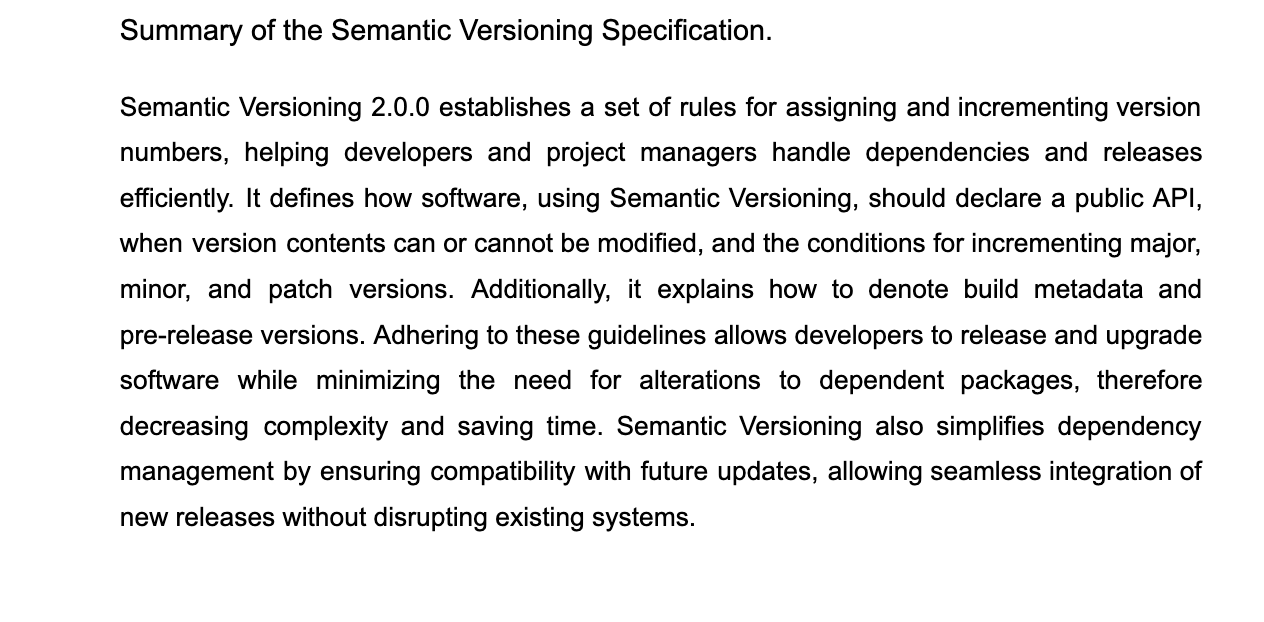 Summary of the Semantic Versioning Specification.
Semantic Versioning 2.0.0 establishes a set of rules for assigning and incrementing version
numbers, helping developers and project managers handle dependencies and releases
efficiently. It defines how software, using Semantic Versioning, should declare a public API,
when version contents can or cannot be modified, and the conditions for incrementing major,
minor, and patch versions. Additionally, it explains how to denote build metadata and
pre-release versions. Adhering to these guidelines allows developers to release and upgrade
software while minimizing the need for alterations to dependent packages, therefore
decreasing complexity and saving time. Semantic Versioning also simplifies dependency
management by ensuring compatibility with future updates, allowing seamless integration of
new releases without disrupting existing systems.